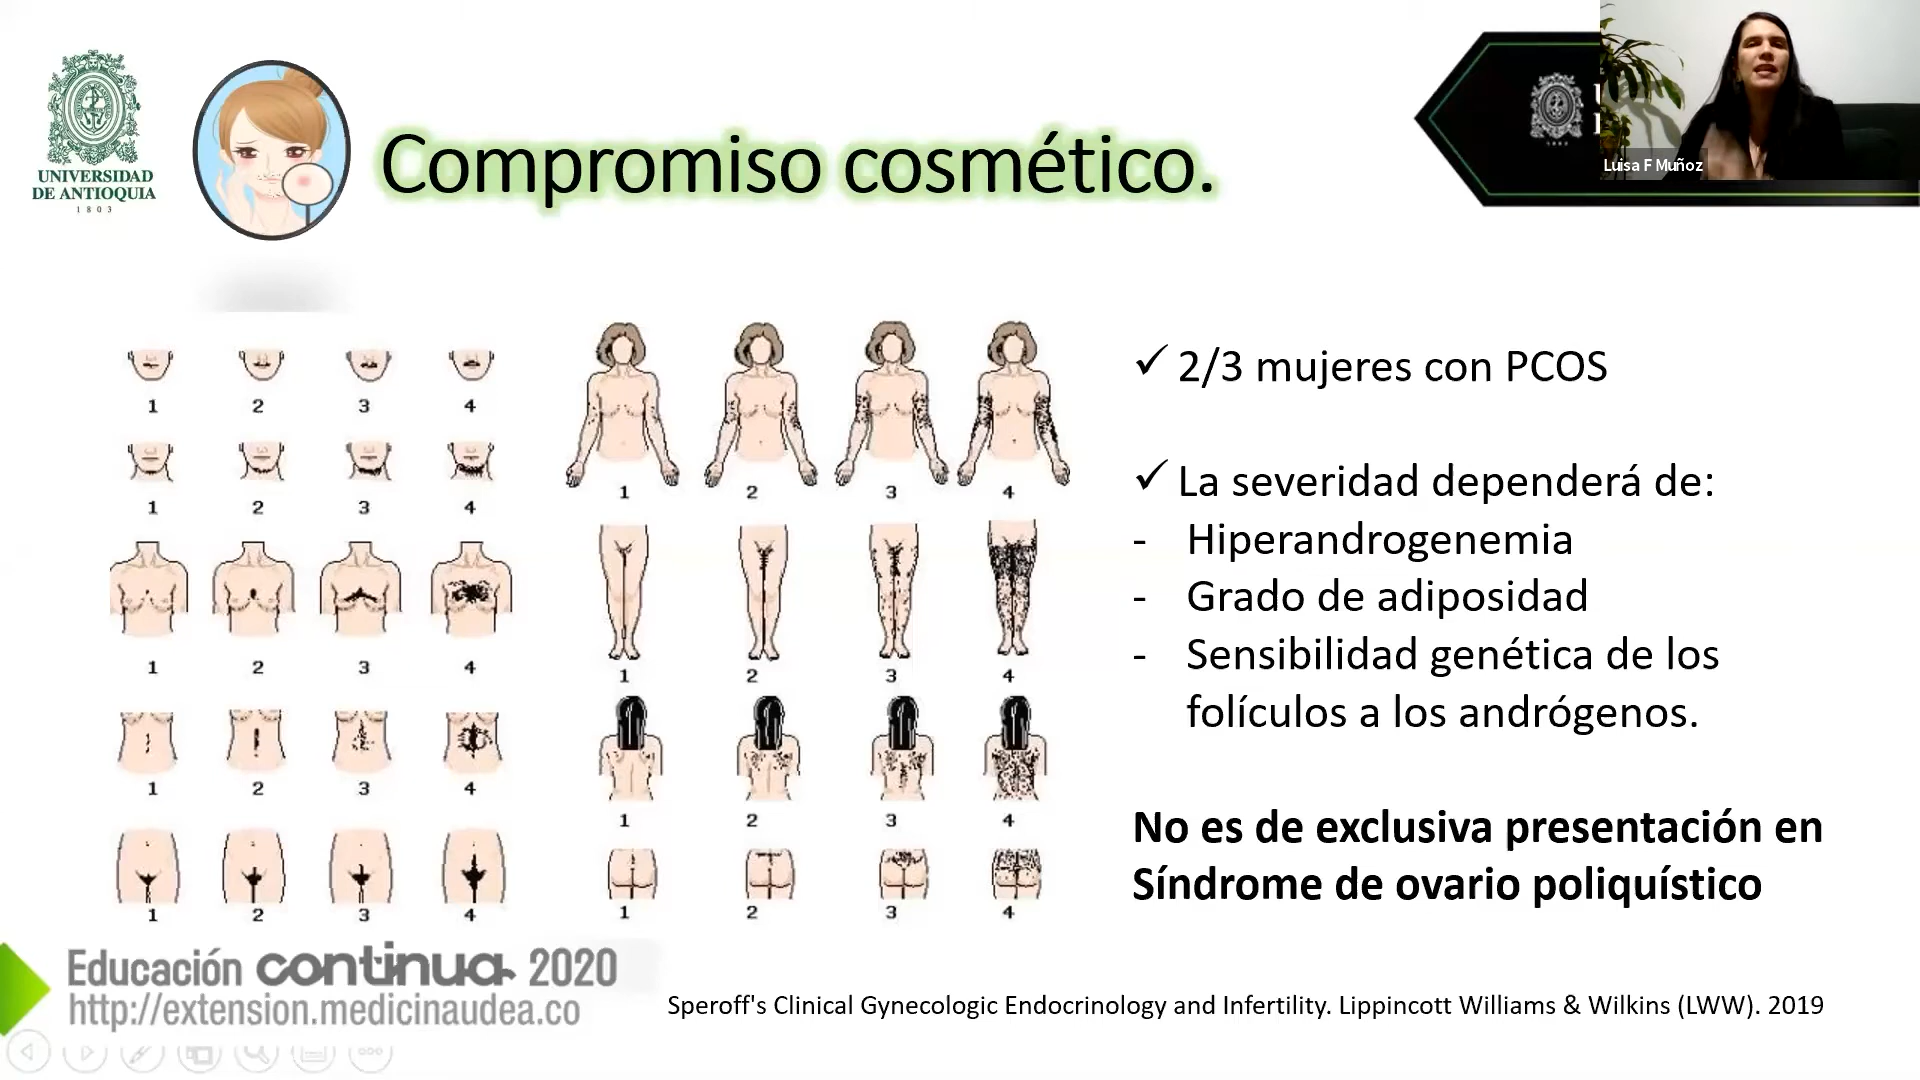 UNIVERSIDAD
DE ANTIOQUIA
1803
Compromiso cosmético.
Luisa F Muñoz
1 2 3 4
1 2 3 4
1 2 3 4
1 2 3 4
1 2 3 4
1 2 3 4
1 2 3 4
1 2 3 4
1 2 3 4
✓ 2/3 mujeres con PCOS
✓ La severidad dependerá de:
- Hiperandrogenemia
- Grado de adiposidad
- Sensibilidad genética de los
folículos a los andrógenos.
No es de exclusiva presentación en
Síndrome de ovario poliquístico
Educación continua 2020
http://extension.medicinaudea.co
Speroff's Clinical Gynecologic Endocrinology and Infertility. Lippincott Williams & Wilkins (LWW). 2019